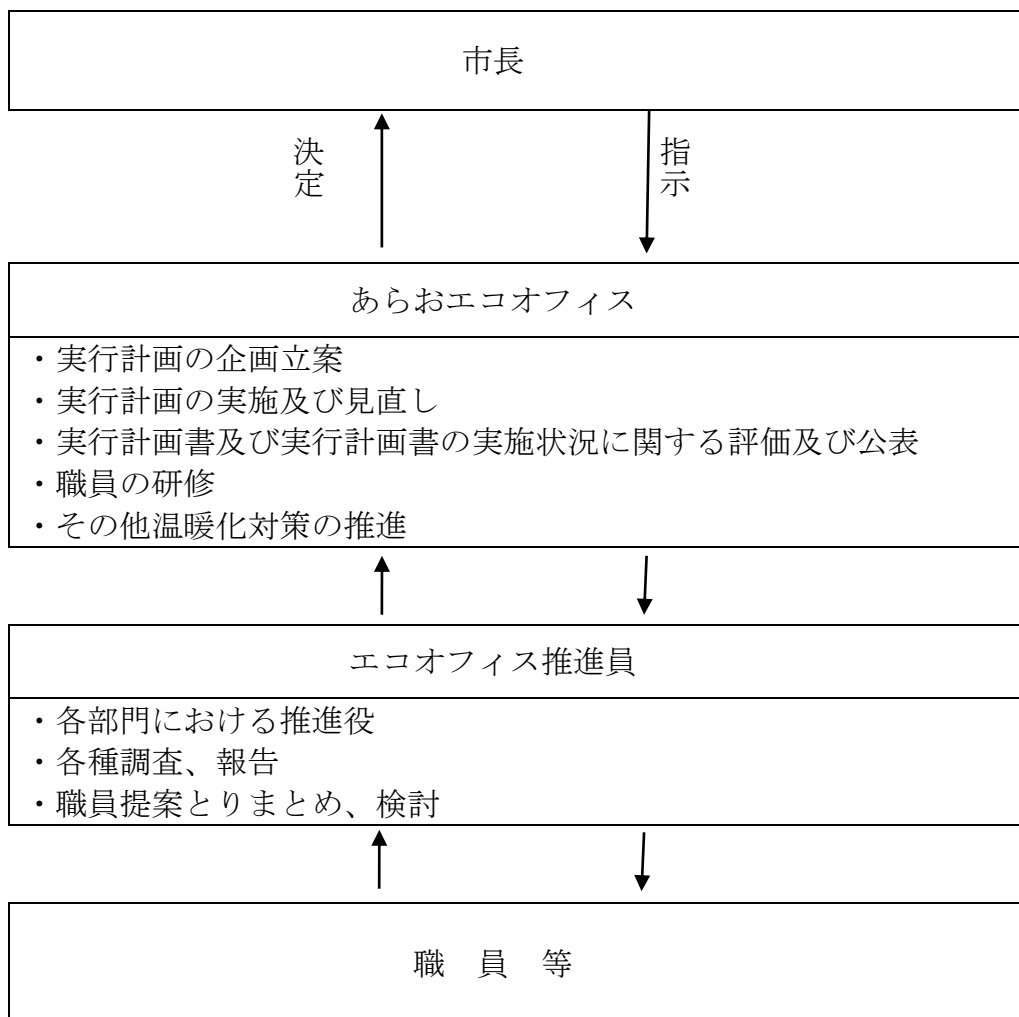 市長
決定
指示
あらおエコオフィス
・実行計画の企画立案
・実行計画の実施及び見直し
・実行計画書及び実行計画書の実施状況に関する評価及び公表
・職員の研修
・その他温暖化対策の推進
エコオフィス推進員
・各部門における推進役
・各種調査、報告
・職員提案とりまとめ、検討
職　員　等